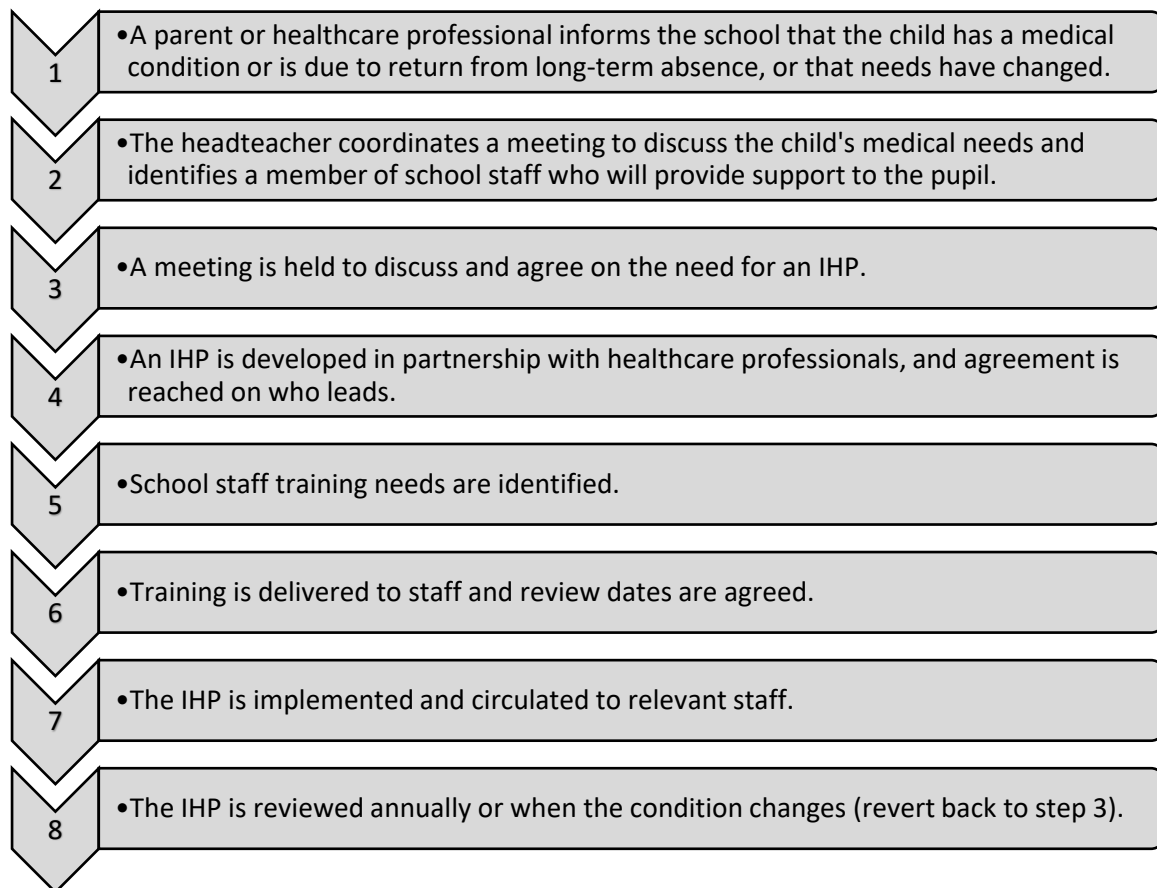 1
•A parent or healthcare professional informs the school that the child has a medical
condition or is due to return from long-term absence, or that needs have changed.
2
•The headteacher coordinates a meeting to discuss the child's medical needs and
identifies a member of school staff who will provide support to the pupil.
3
•A meeting is held to discuss and agree on the need for an IHP.
4
•An IHP is developed in partnership with healthcare professionals, and agreement is
reached on who leads.
5
•School staff training needs are identified.
6
•Training is delivered to staff and review dates are agreed.
7
•The IHP is implemented and circulated to relevant staff.
8
•The IHP is reviewed annually or when the condition changes (revert back to step 3).